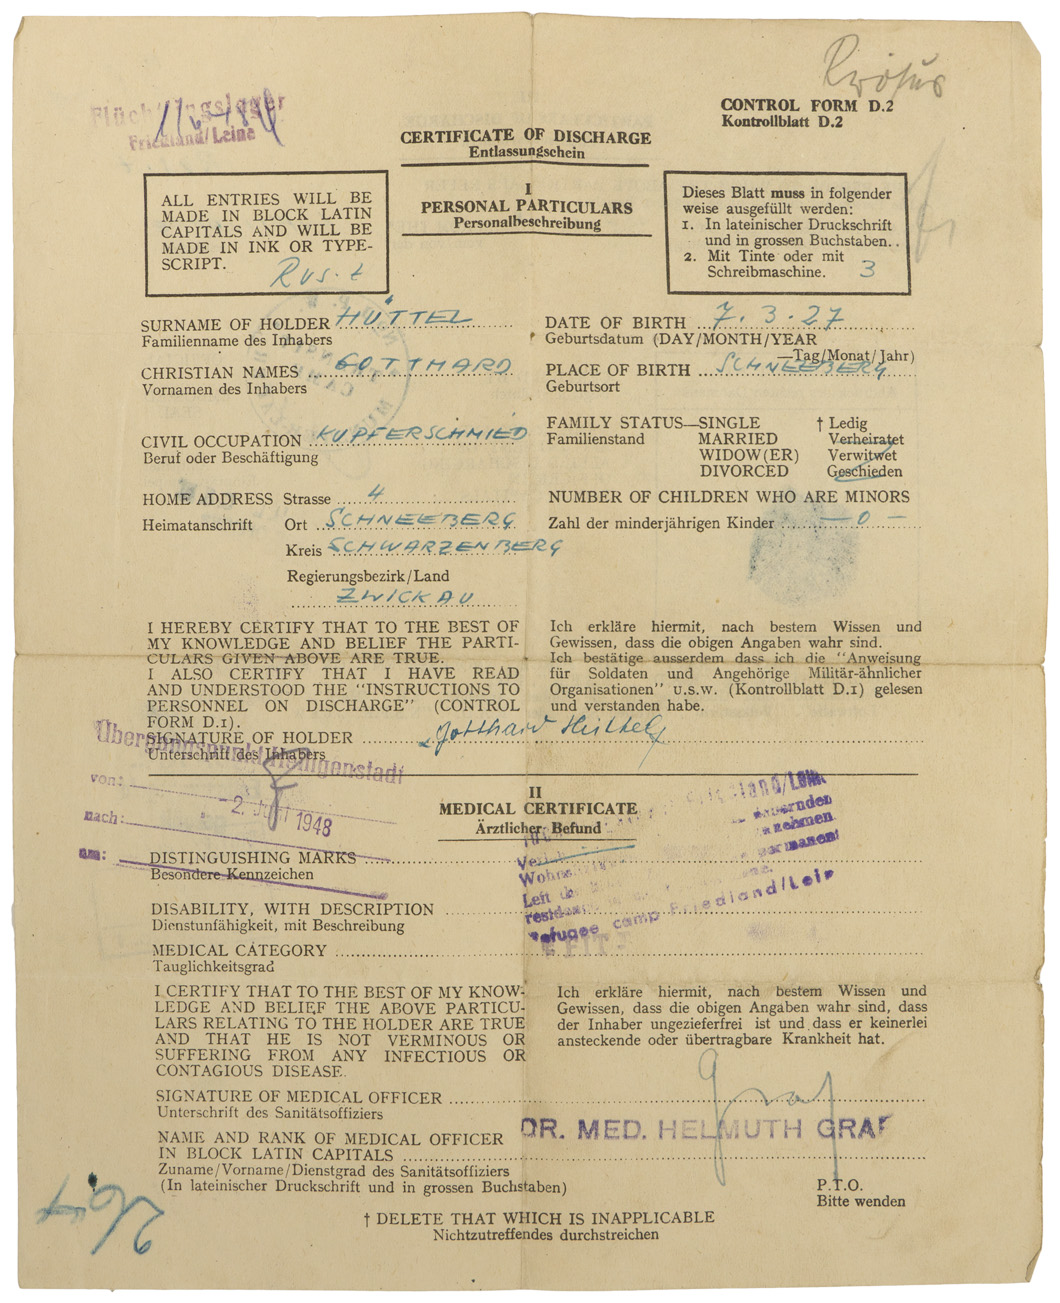 Flüchtlingslager
Friedland/Leine
CONTROL FORM D.2
Kontrollblatt D.2
CERTIFICATE OF DISCHARGE
Entlassungschein
I
PERSONAL PARTICULARS
Personalbeschreibung
ALL ENTRIES WILL BE
MADE IN BLOCK LATIN
CAPITALS AND WILL BE
MADE IN INK OR TYPE-
SCRIPT.
Dieses Blatt muss in folgender
weise ausgefüllt werden:
1. In lateinischer Druckschrift
und in grossen Buchstaben..
2. Mit Tinte oder mit
Schreibmaschine. 3
SURNAME OF HOLDER HÜTTEL
Familienname des Inhabers
DATE OF BIRTH 7. 3. 27
Geburtsdatum (DAY/MONTH/YEAR
—Tag/Monat/Jahr)
CHRISTIAN NAMES GOTTHARD
Vornamen des Inhabers
PLACE OF BIRTH SCHNEEBERG
Geburtsort
CIVIL OCCUPATION KUPFERSCHMIED
Beruf oder Beschäftigung
FAMILY STATUS—SINGLE † Ledig
Familienstand MARRIED Verheiratet
WIDOW(ER) Verwitwet
DIVORCED Geschieden
HOME ADDRESS Strasse 4
Heimatanschrift Ort SCHNEEBERG
Kreis SCHWARZENBERG
Regierungsbezirk/Land
ZWICKAU
NUMBER OF CHILDREN WHO ARE MINORS
Zahl der minderjährigen Kinder — 0 —
I HEREBY CERTIFY THAT TO THE BEST OF
MY KNOWLEDGE AND BELIEF THE PARTI-
CULARS GIVEN ABOVE ARE TRUE.
I ALSO CERTIFY THAT I HAVE READ
AND UNDERSTOOD THE "INSTRUCTIONS TO
PERSONNEL ON DISCHARGE" (CONTROL
FORM D.1).
Ich erkläre hiermit, nach bestem Wissen und
Gewissen, dass die obigen Angaben wahr sind.
Ich bestätige ausserdem dass ich die "Anweisung
für Soldaten und Angehörige Militär-ähnlicher
Organisationen" u.s.w. (Kontrollblatt D.1) gelesen
und verstanden habe.
SIGNATURE OF HOLDER Gotthard Hüttel
Unterschrift des Inhabers
Übergangspunkt Heiligenstadt
von:
- 2. Juli 1948
nach:
am:
II
MEDICAL CERTIFICATE
Ärztlicher Befund
DISTINGUISHING MARKS
Besondere Kennzeichen
Left
Refugee camp Friedland/Lein
DISABILITY, WITH DESCRIPTION
Dienstunfähigkeit, mit Beschreibung
FIT
MEDICAL CATEGORY
Tauglichkeitsgrad
I CERTIFY THAT TO THE BEST OF MY KNOW-
LEDGE AND BELIEF THE ABOVE PARTICU-
LARS RELATING TO THE HOLDER ARE TRUE
AND THAT HE IS NOT VERMINOUS OR
SUFFERING FROM ANY INFECTIOUS OR
CONTAGIOUS DISEASE.
Ich erkläre hiermit, nach bestem Wissen und
Gewissen, dass die obigen Angaben wahr sind, dass
der Inhaber ungezieferfrei ist und dass er keinerlei
ansteckende oder übertragbare Krankheit hat.
SIGNATURE OF MEDICAL OFFICER Graf
Unterschrift des Sanitätsoffiziers
DR. MED. HELMUTH GRAF
NAME AND RANK OF MEDICAL OFFICER
IN BLOCK LATIN CAPITALS
Zuname/Vorname/Dienstgrad des Sanitätsoffiziers
(In lateinischer Druckschrift und in grossen Buchstaben)
P.T.O.
Bitte wenden
† DELETE THAT WHICH IS INAPPLICABLE
Nichtzutreffendes durchstreichen